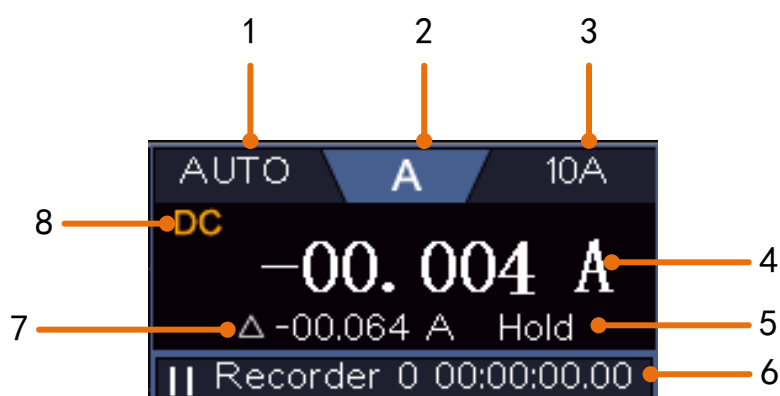 1 2 3
AUTO A 10A
8 DC
-00.004 A 4
7 △ -00.064 A Hold 5
Recorder 0 00:00:00.00 6